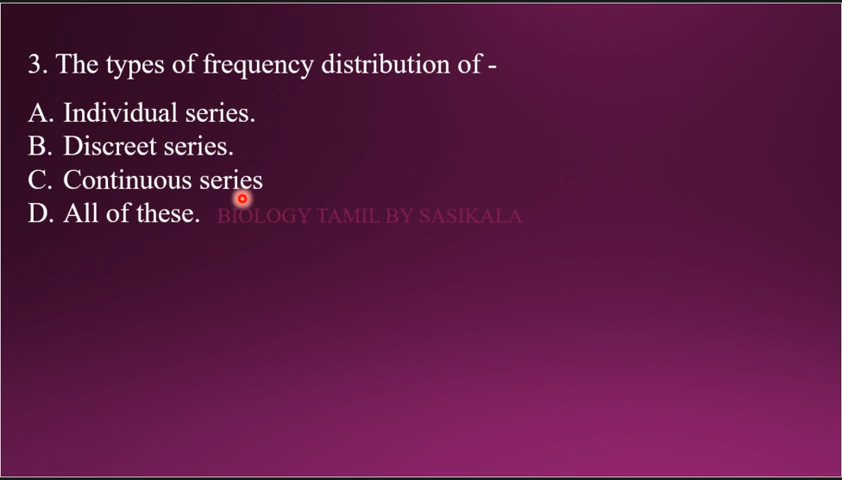 3. The types of frequency distribution of -
A. Individual series.
B. Discreet series.
C. Continuous series
D. All of these.
BIOLOGY TAMIL BY SASIKALA